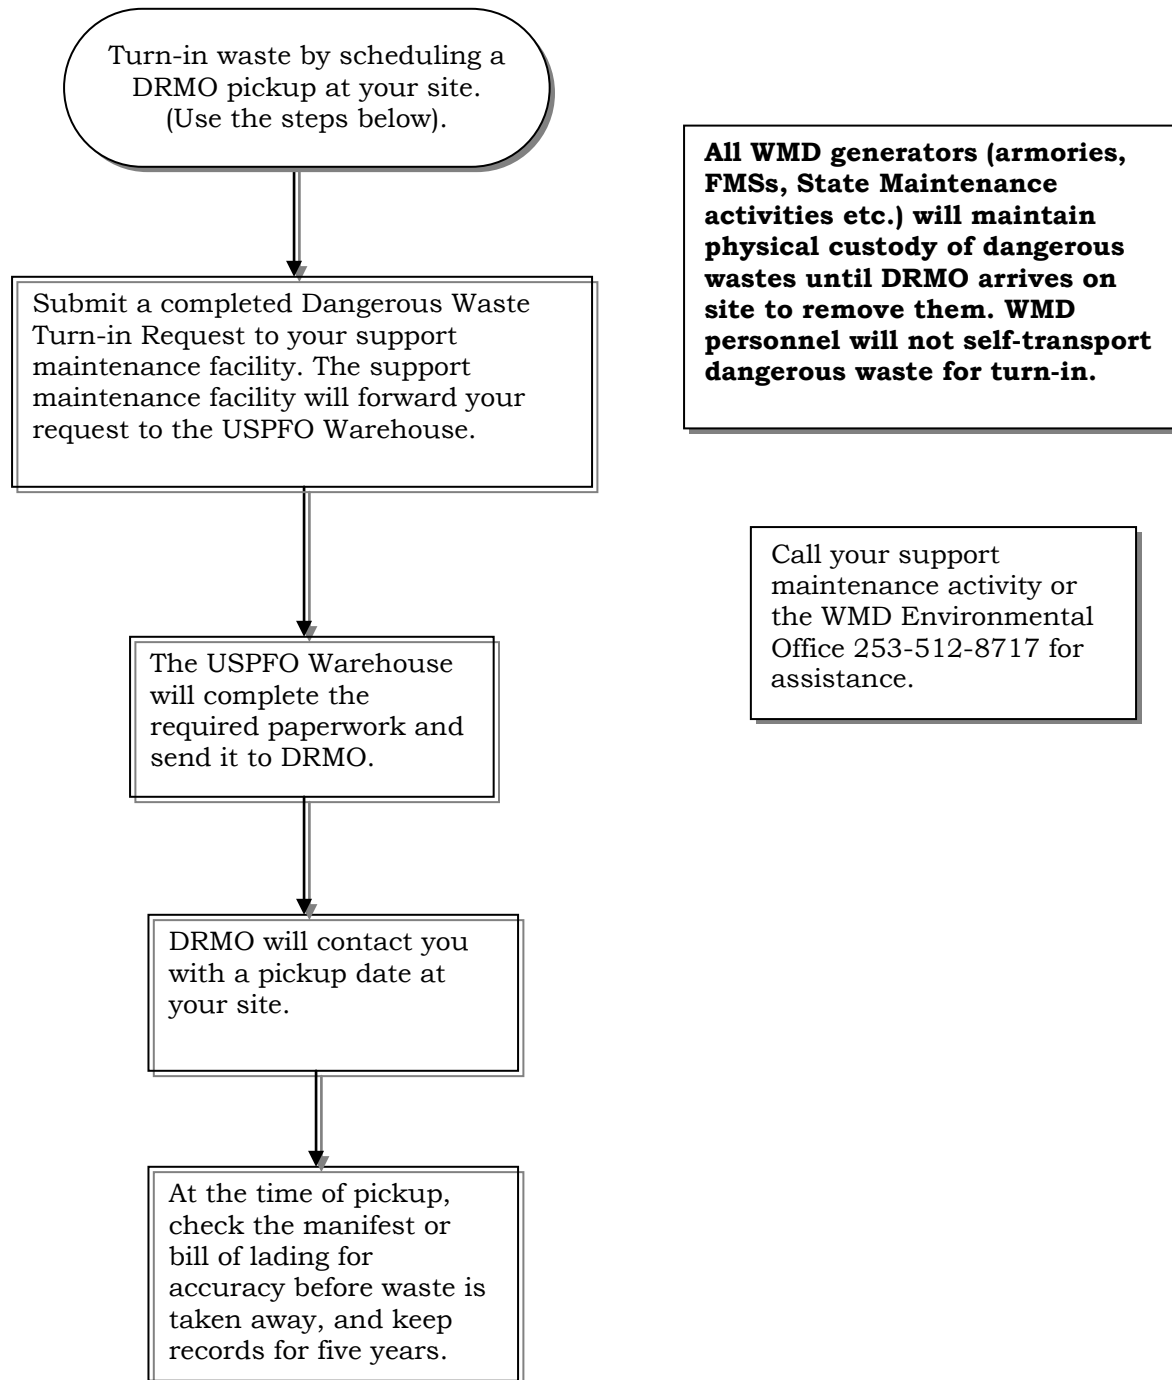 Turn-in waste by scheduling a
DRMO pickup at your site.
(Use the steps below).
All WMD generators (armories,
FMSs, State Maintenance
activities etc.) will maintain
physical custody of dangerous
wastes until DRMO arrives on
site to remove them. WMD
personnel will not self-transport
dangerous waste for turn-in.
Submit a completed Dangerous Waste
Turn-in Request to your support
maintenance facility. The support
maintenance facility will forward your
request to the USPFO Warehouse.
Call your support
maintenance activity or
the WMD Environmental
Office 253-512-8717 for
assistance.
The USPFO Warehouse
will complete the
required paperwork and
send it to DRMO.
DRMO will contact you
with a pickup date at
your site.
At the time of pickup,
check the manifest or
bill of lading for
accuracy before waste is
taken away, and keep
records for five years.